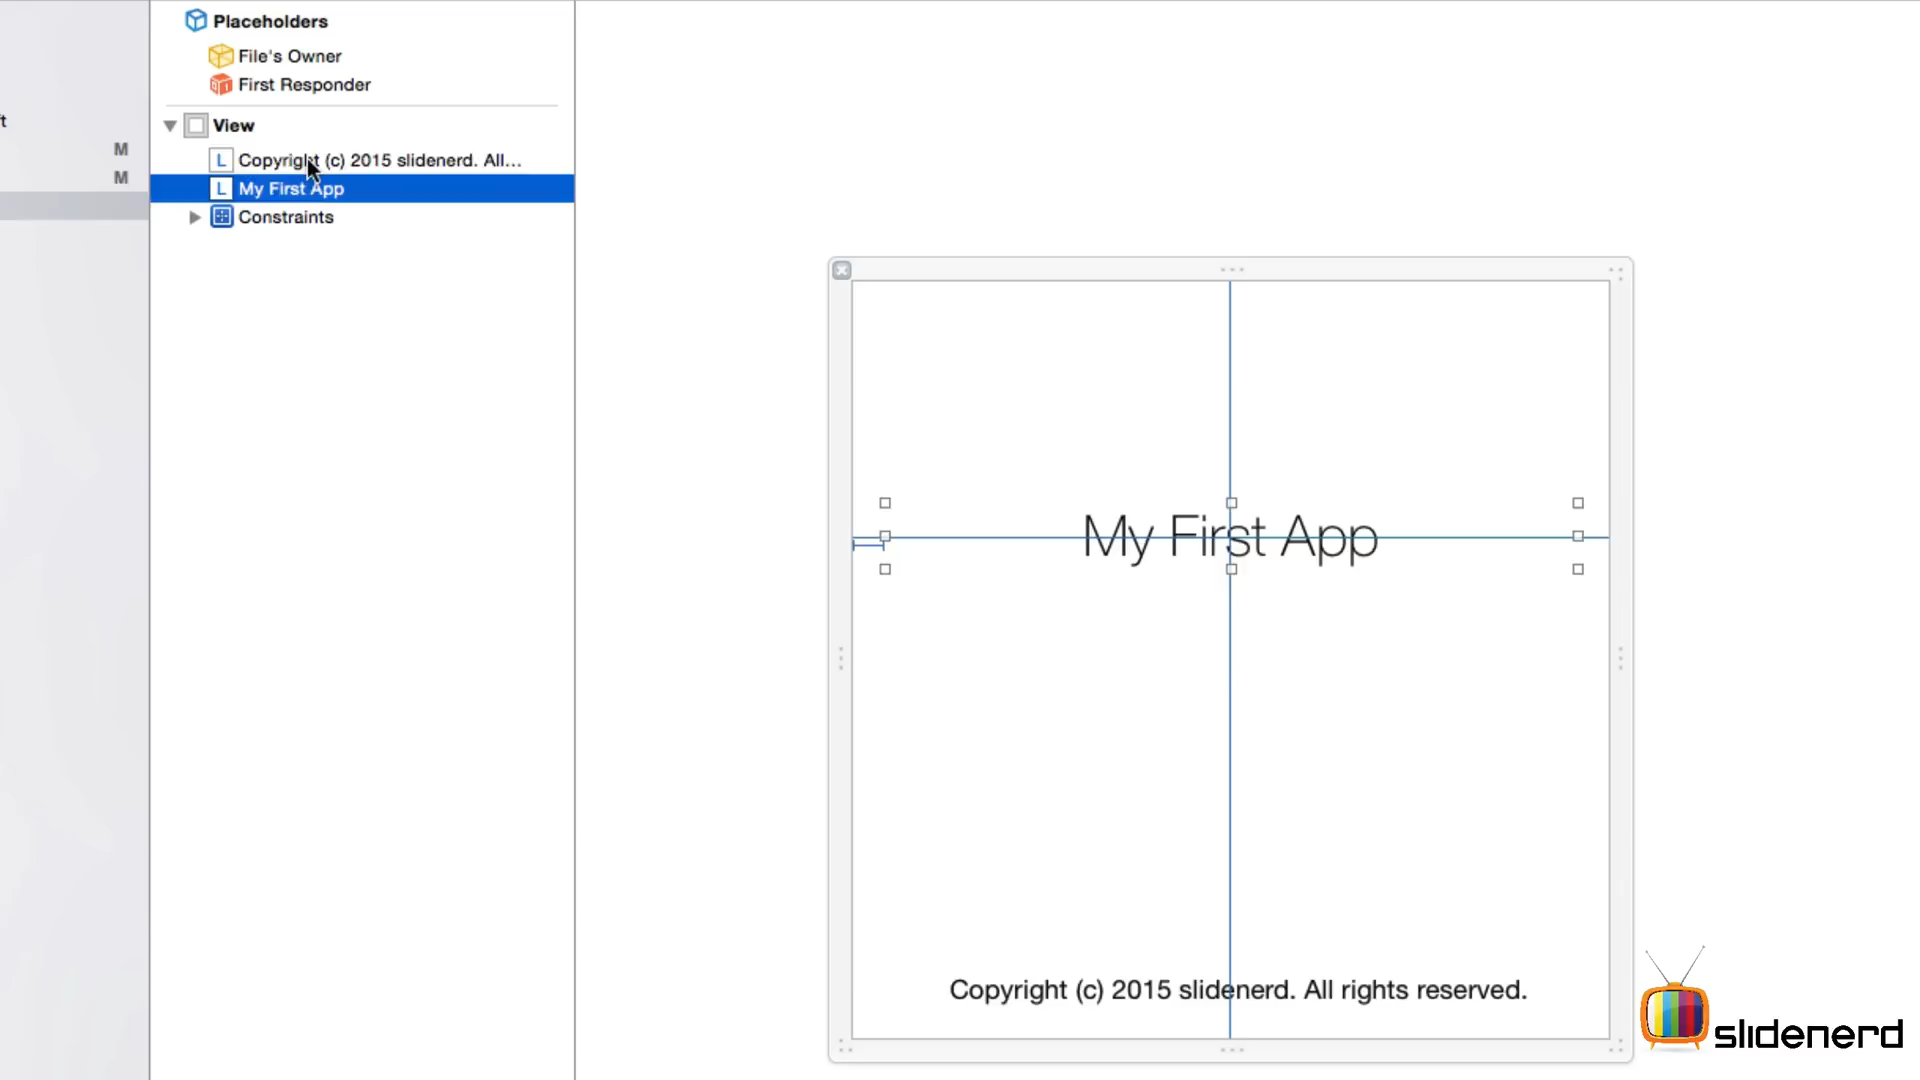 Placeholders
File's Owner
First Responder
ft
View
M
L Copyright (c) 2015 slidenerd. All...
M
L My First App
Constraints
My First App
Copyright (c) 2015 slidenerd. All rights reserved.
slidenerd